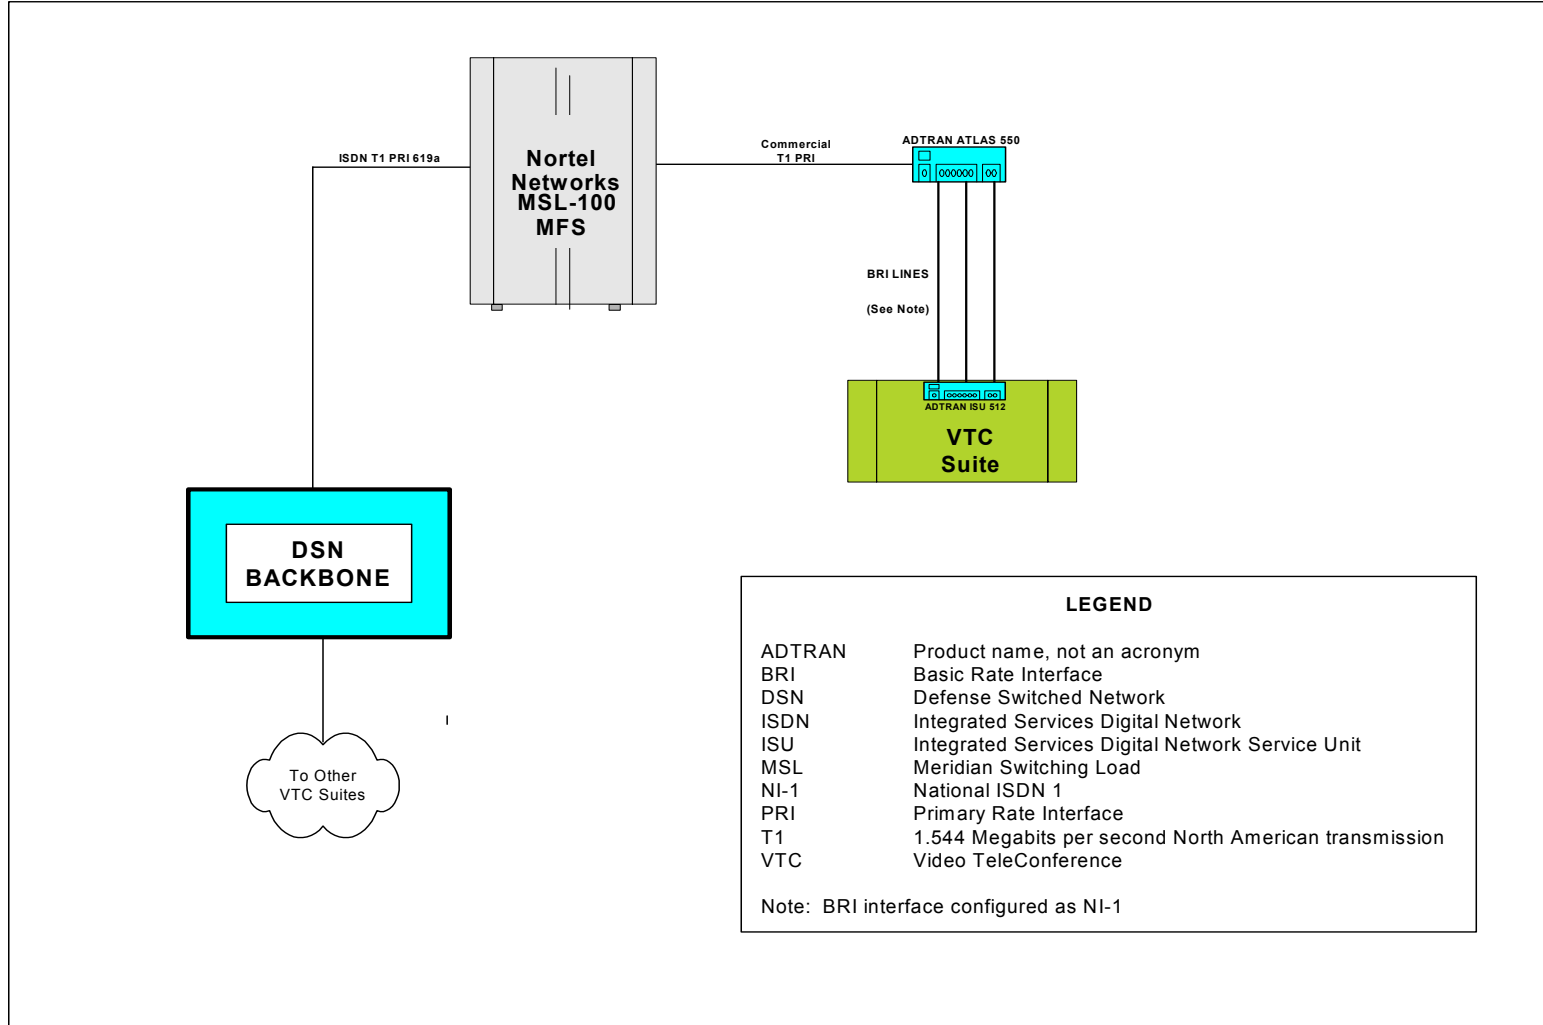 ISDN T1 PRI 619a
Nortel
Networks
MSL-100
MFS
Commercial
T1 PRI
ADTRAN ATLAS 550
BRI LINES
(See Note)
ADTRAN ISU 512
VTC
Suite
DSN
BACKBONE
To Other
VTC Suites
LEGEND
ADTRAN Product name, not an acronym
BRI Basic Rate Interface
DSN Defense Switched Network
ISDN Integrated Services Digital Network
ISU Integrated Services Digital Network Service Unit
MSL Meridian Switching Load
NI-1 National ISDN 1
PRI Primary Rate Interface
T1 1.544 Megabits per second North American transmission
VTC Video TeleConference
Note: BRI interface configured as NI-1